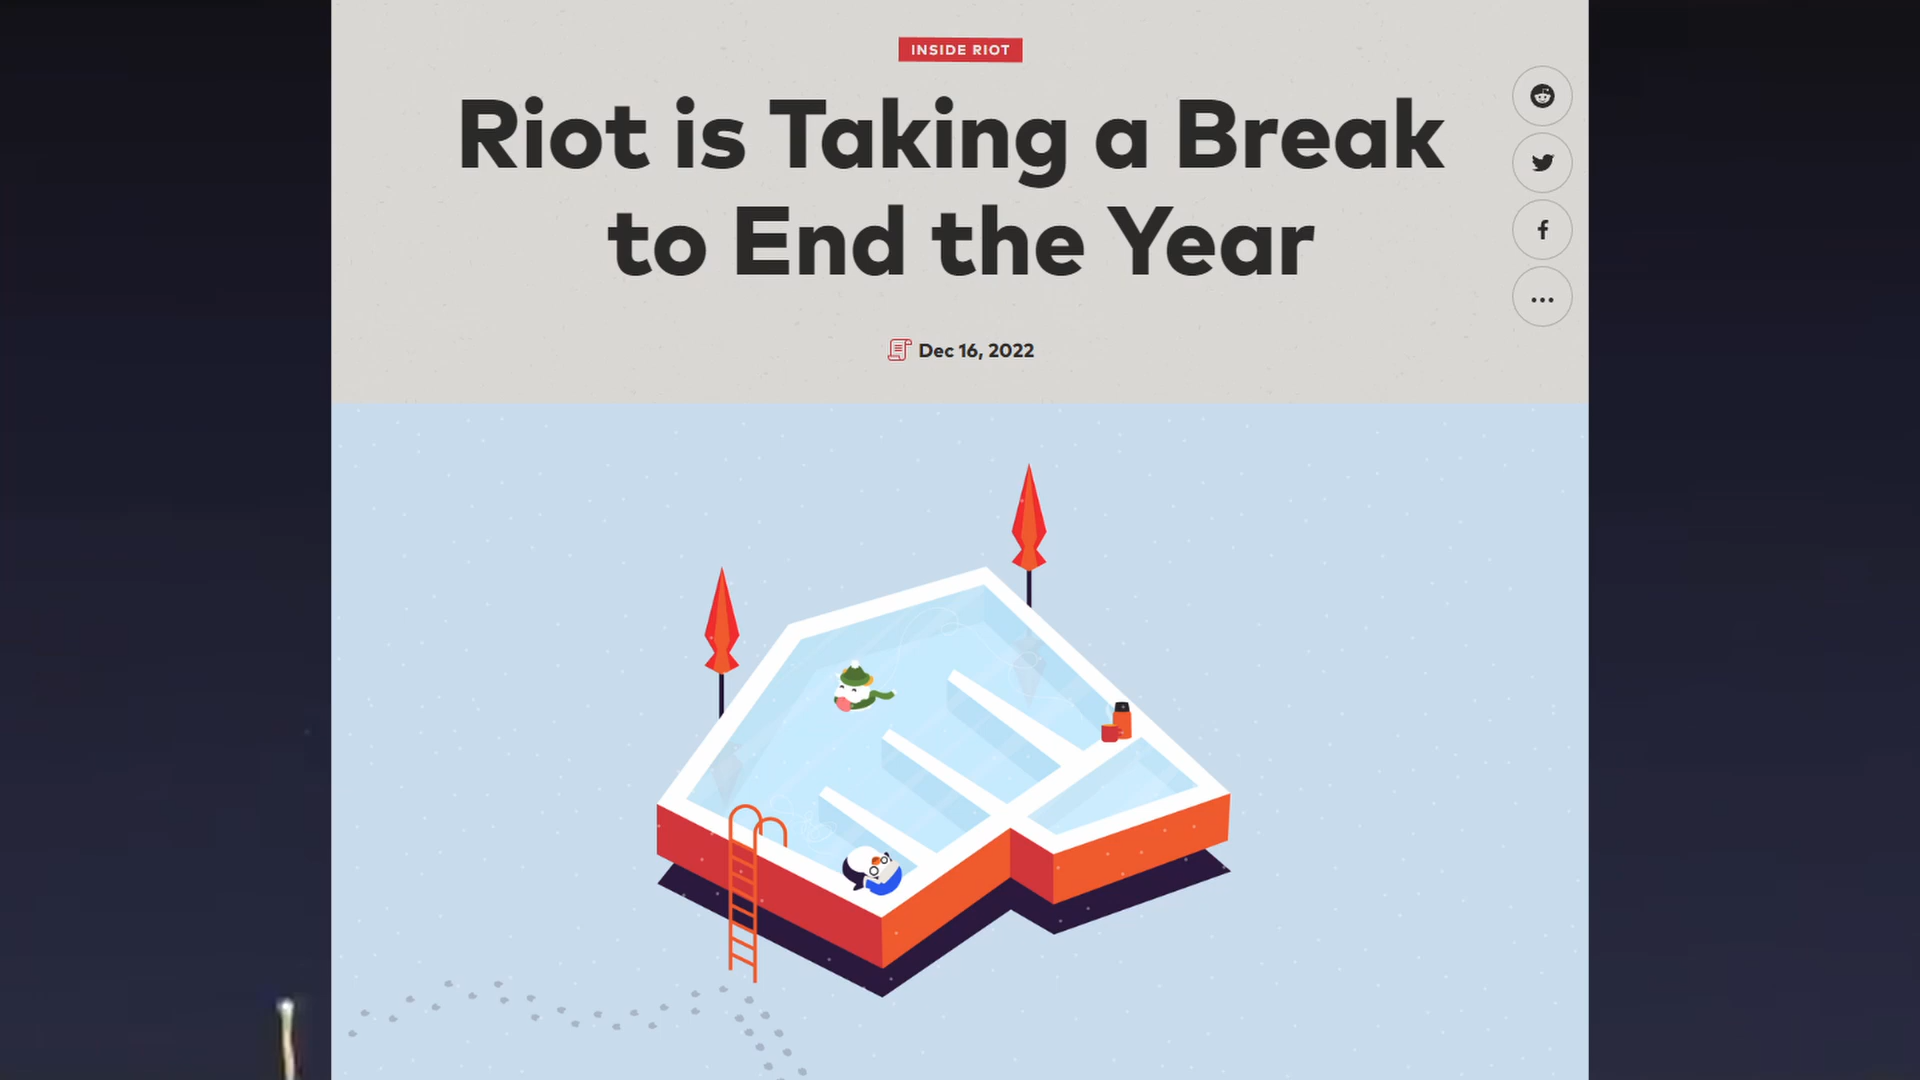 INSIDE RIOT
Riot is Taking a Break
to End the Year
Dec 16, 2022